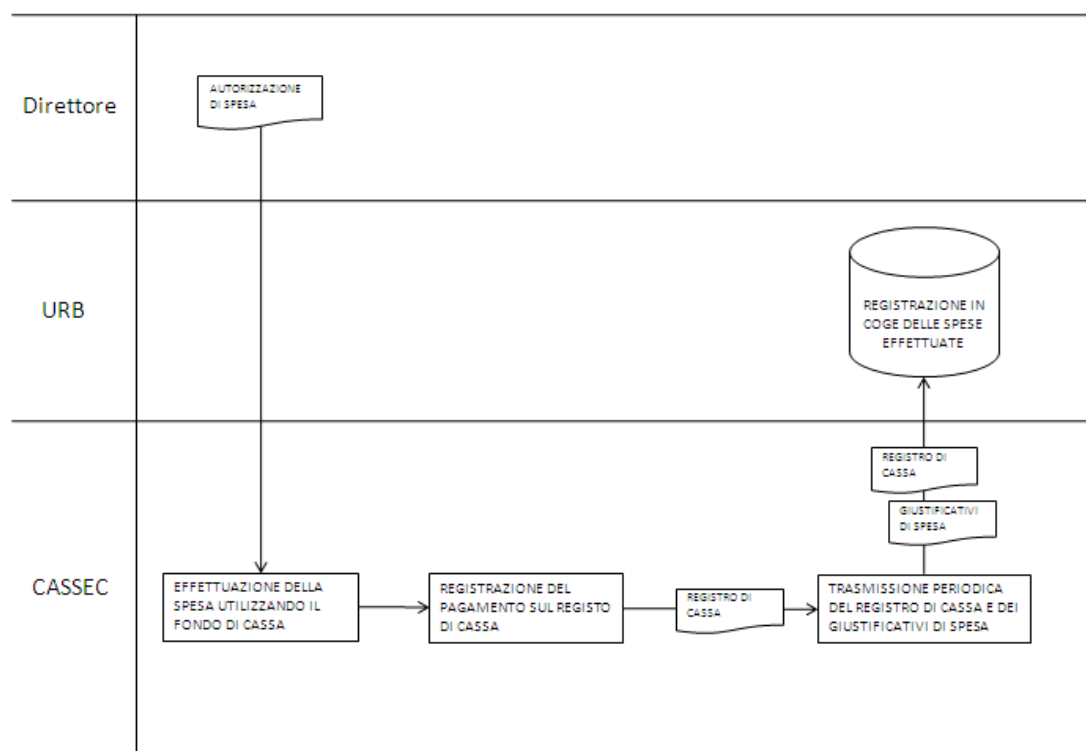 Direttore
AUTORIZZAZIONE
DI SPESA
URB
REGISTRAZIONE IN
COGE DELLE SPESE
EFFETTUATE
CASSEC
REGISTRO DI
CASSA
GIUSTIFICATIVI
DI SPESA
EFFETTUAZIONE DELLA
SPESA UTILIZZANDO IL
FONDO DI CASSA
REGISTRAZIONE DEL
PAGAMENTO SUL REGISTO
DI CASSA
REGISTRO DI
CASSA
TRASMISSIONE PERIODICA
DEL REGISTRO DI CASSA E DEI
GIUSTIFICATIVI DI SPESA